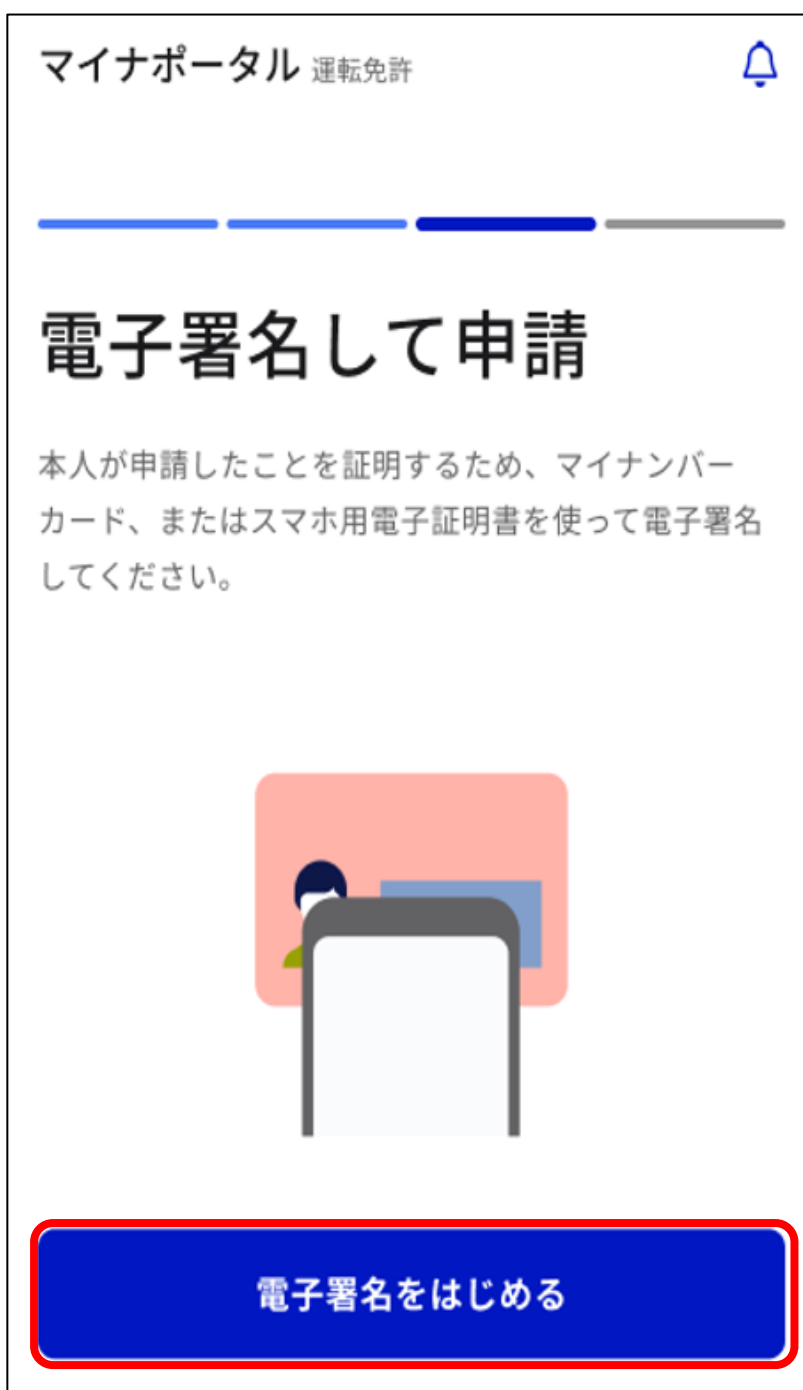 マイナポータル 運転免許
電子署名して申請
本人が申請したことを証明するため、マイナンバー
カード、またはスマホ用電子証明書を使って電子署名
してください。
電子署名をはじめる